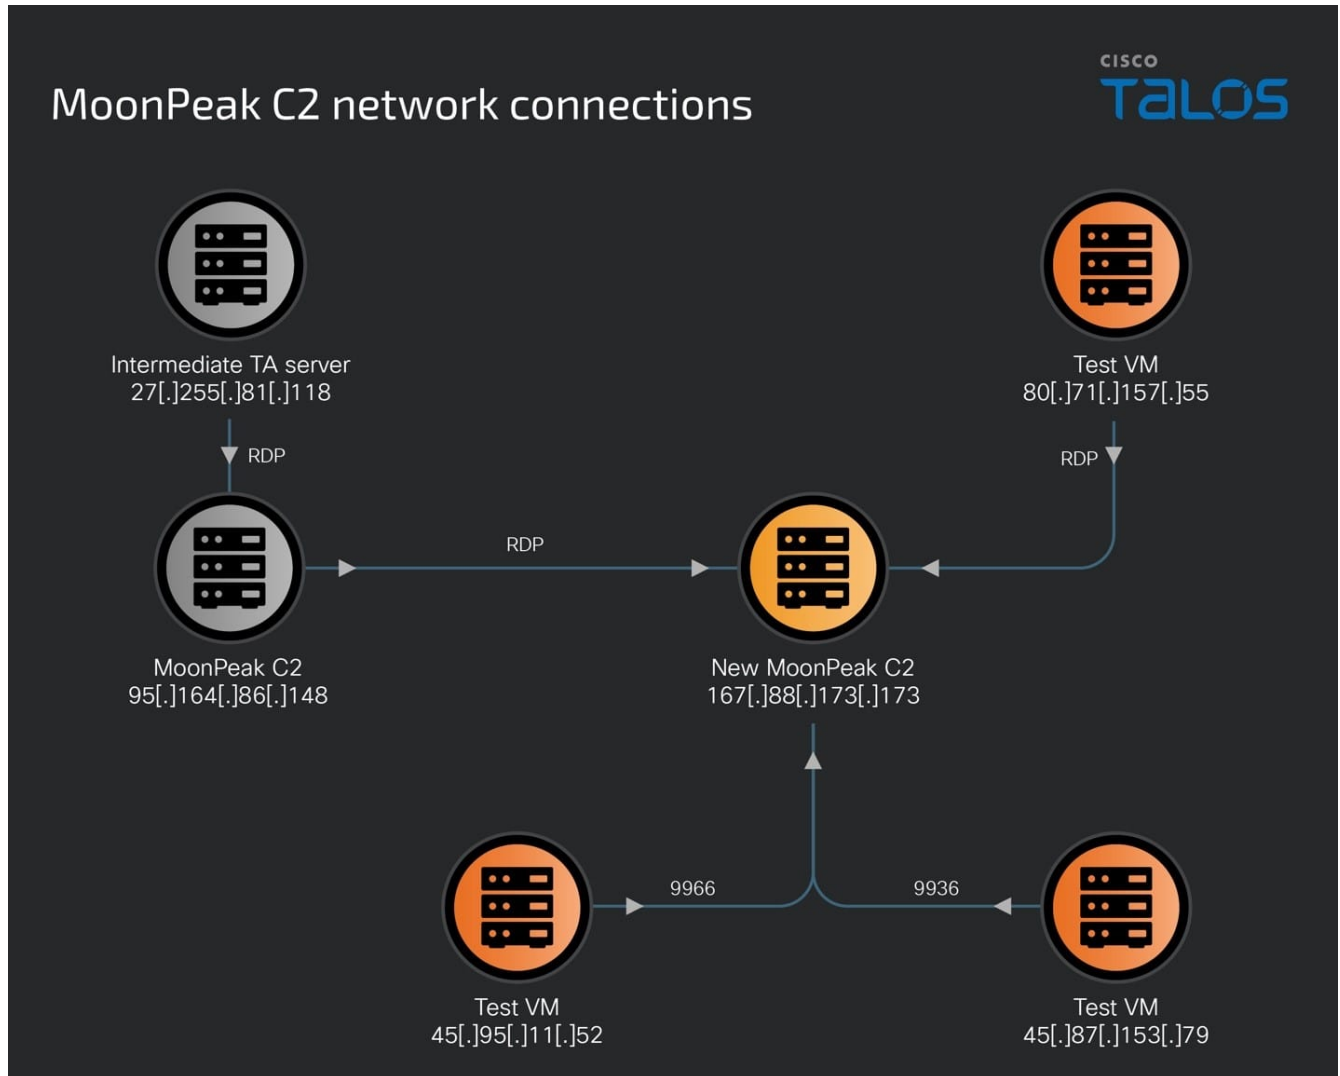 CISCO
TALOS
MoonPeak C2 network connections
Intermediate TA server
27[.]255[.]81[.]118
Test VM
80[.]71[.]157[.]55
RDP
RDP
RDP
MoonPeak C2
95[.]164[.]86[.]148
New MoonPeak C2
167[.]88[.]173[.]173
9966
9936
Test VM
45[.]95[.]11[.]52
Test VM
45[.]87[.]153[.]79